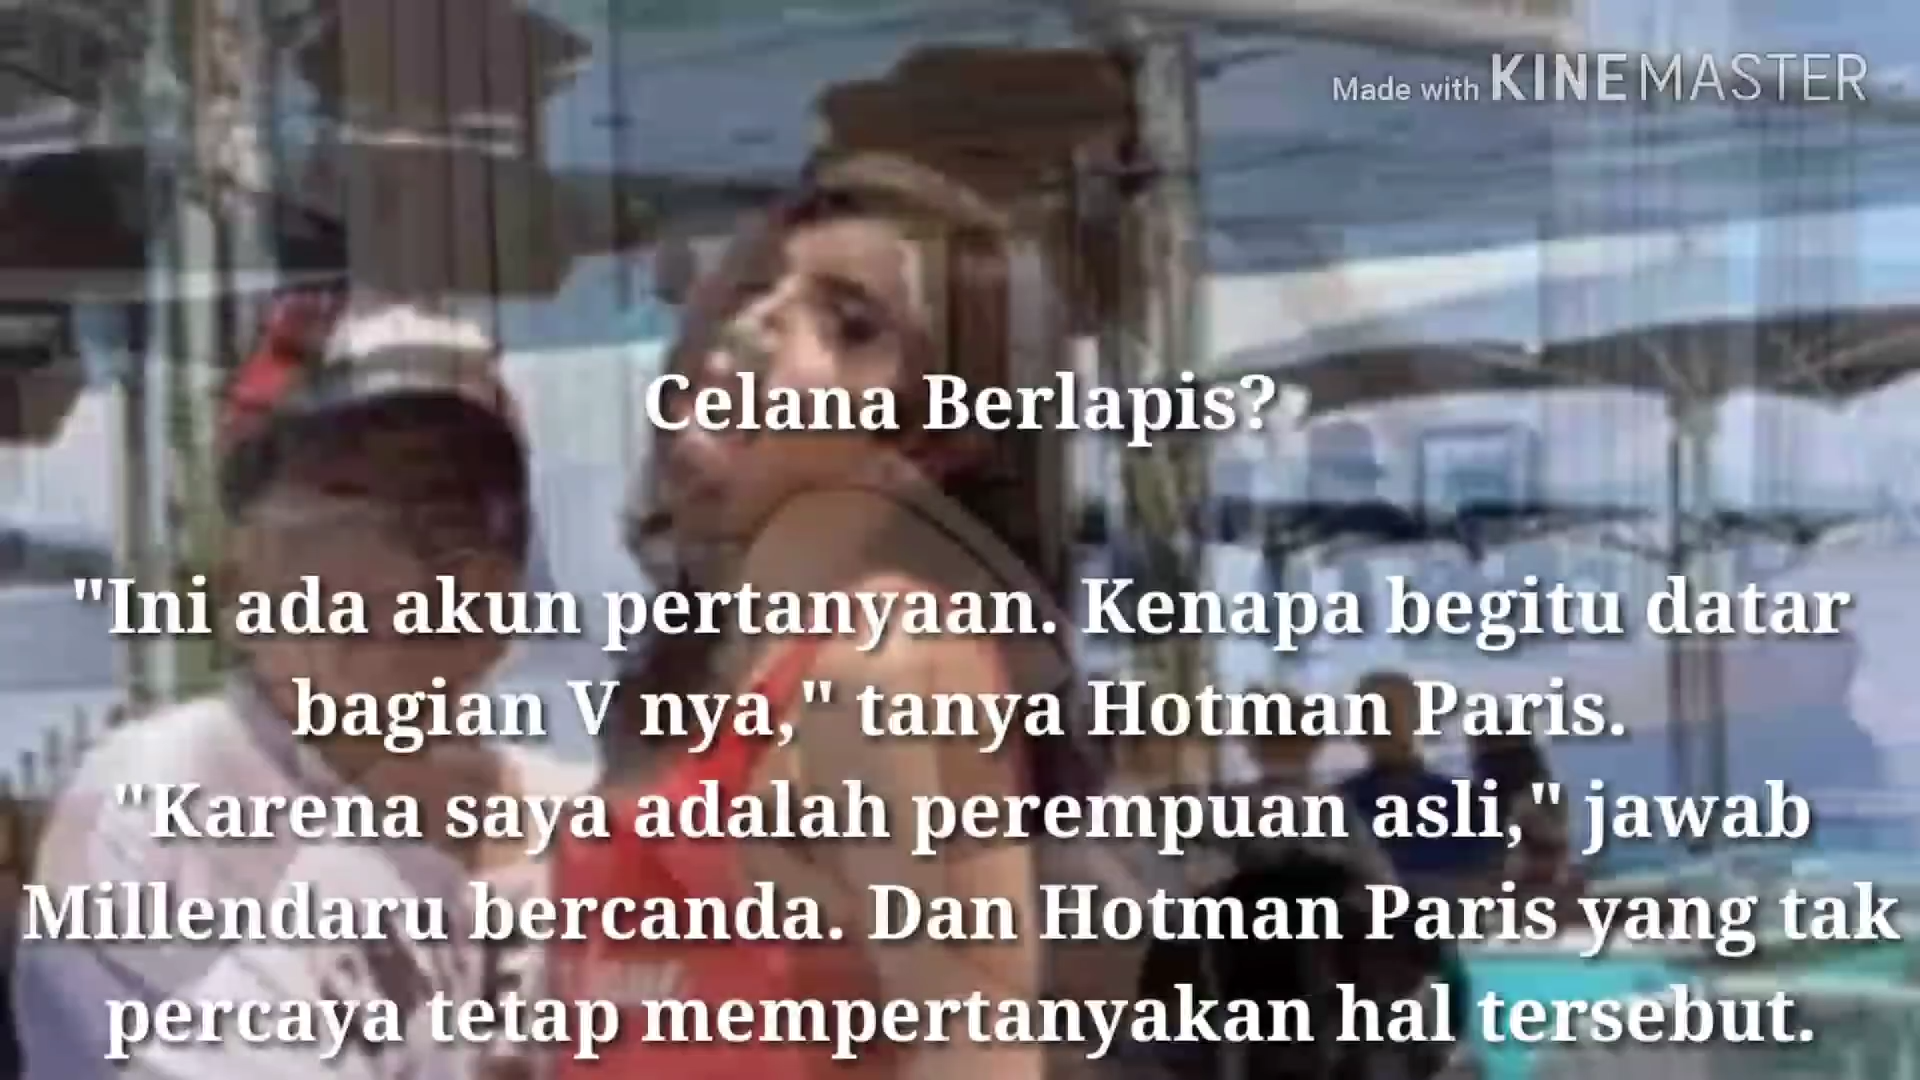 Made with KINEMASTER
Celana Berlapis?
"Ini ada akun pertanyaan. Kenapa begitu datar
bagian V nya," tanya Hotman Paris.
"Karena saya adalah perempuan asli," jawab
Millendaru bercanda. Dan Hotman Paris yang tak
percaya tetap mempertanyakan hal tersebut.